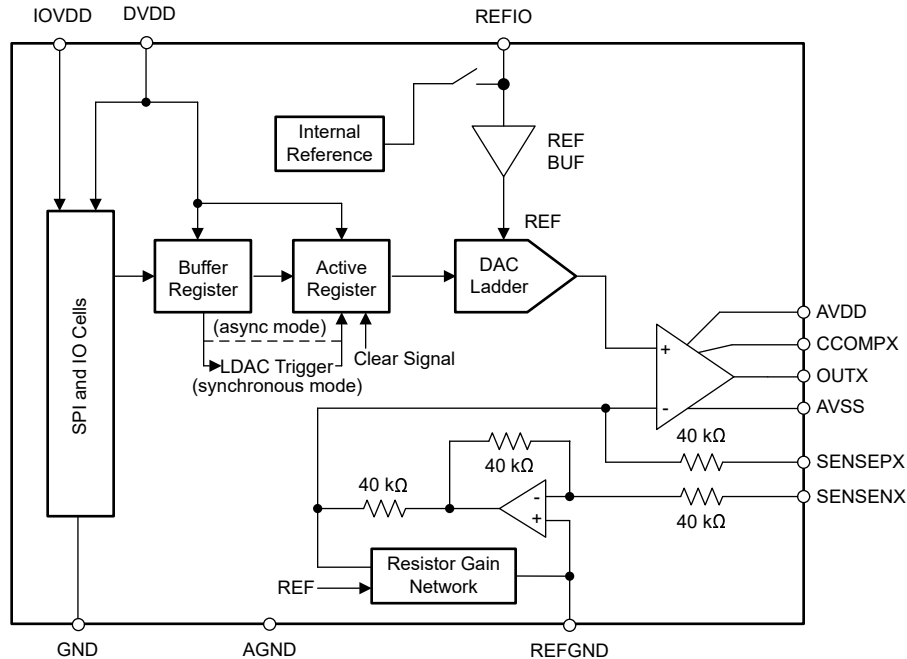 IOVDD
DVDD
REFIO
Internal
Reference
REF
BUF
REF
SPI and IO Cells
Buffer
Register
Active
Register
DAC
Ladder
(async mode)
LDAC Trigger
(synchronous mode)
Clear Signal
+
-
AVDD
CCOMPX
OUTX
AVSS
40 kΩ
SENSEPX
40 kΩ
40 kΩ
-
+
40 kΩ
SENSENX
Resistor Gain
Network
REF
GND
AGND
REFGND